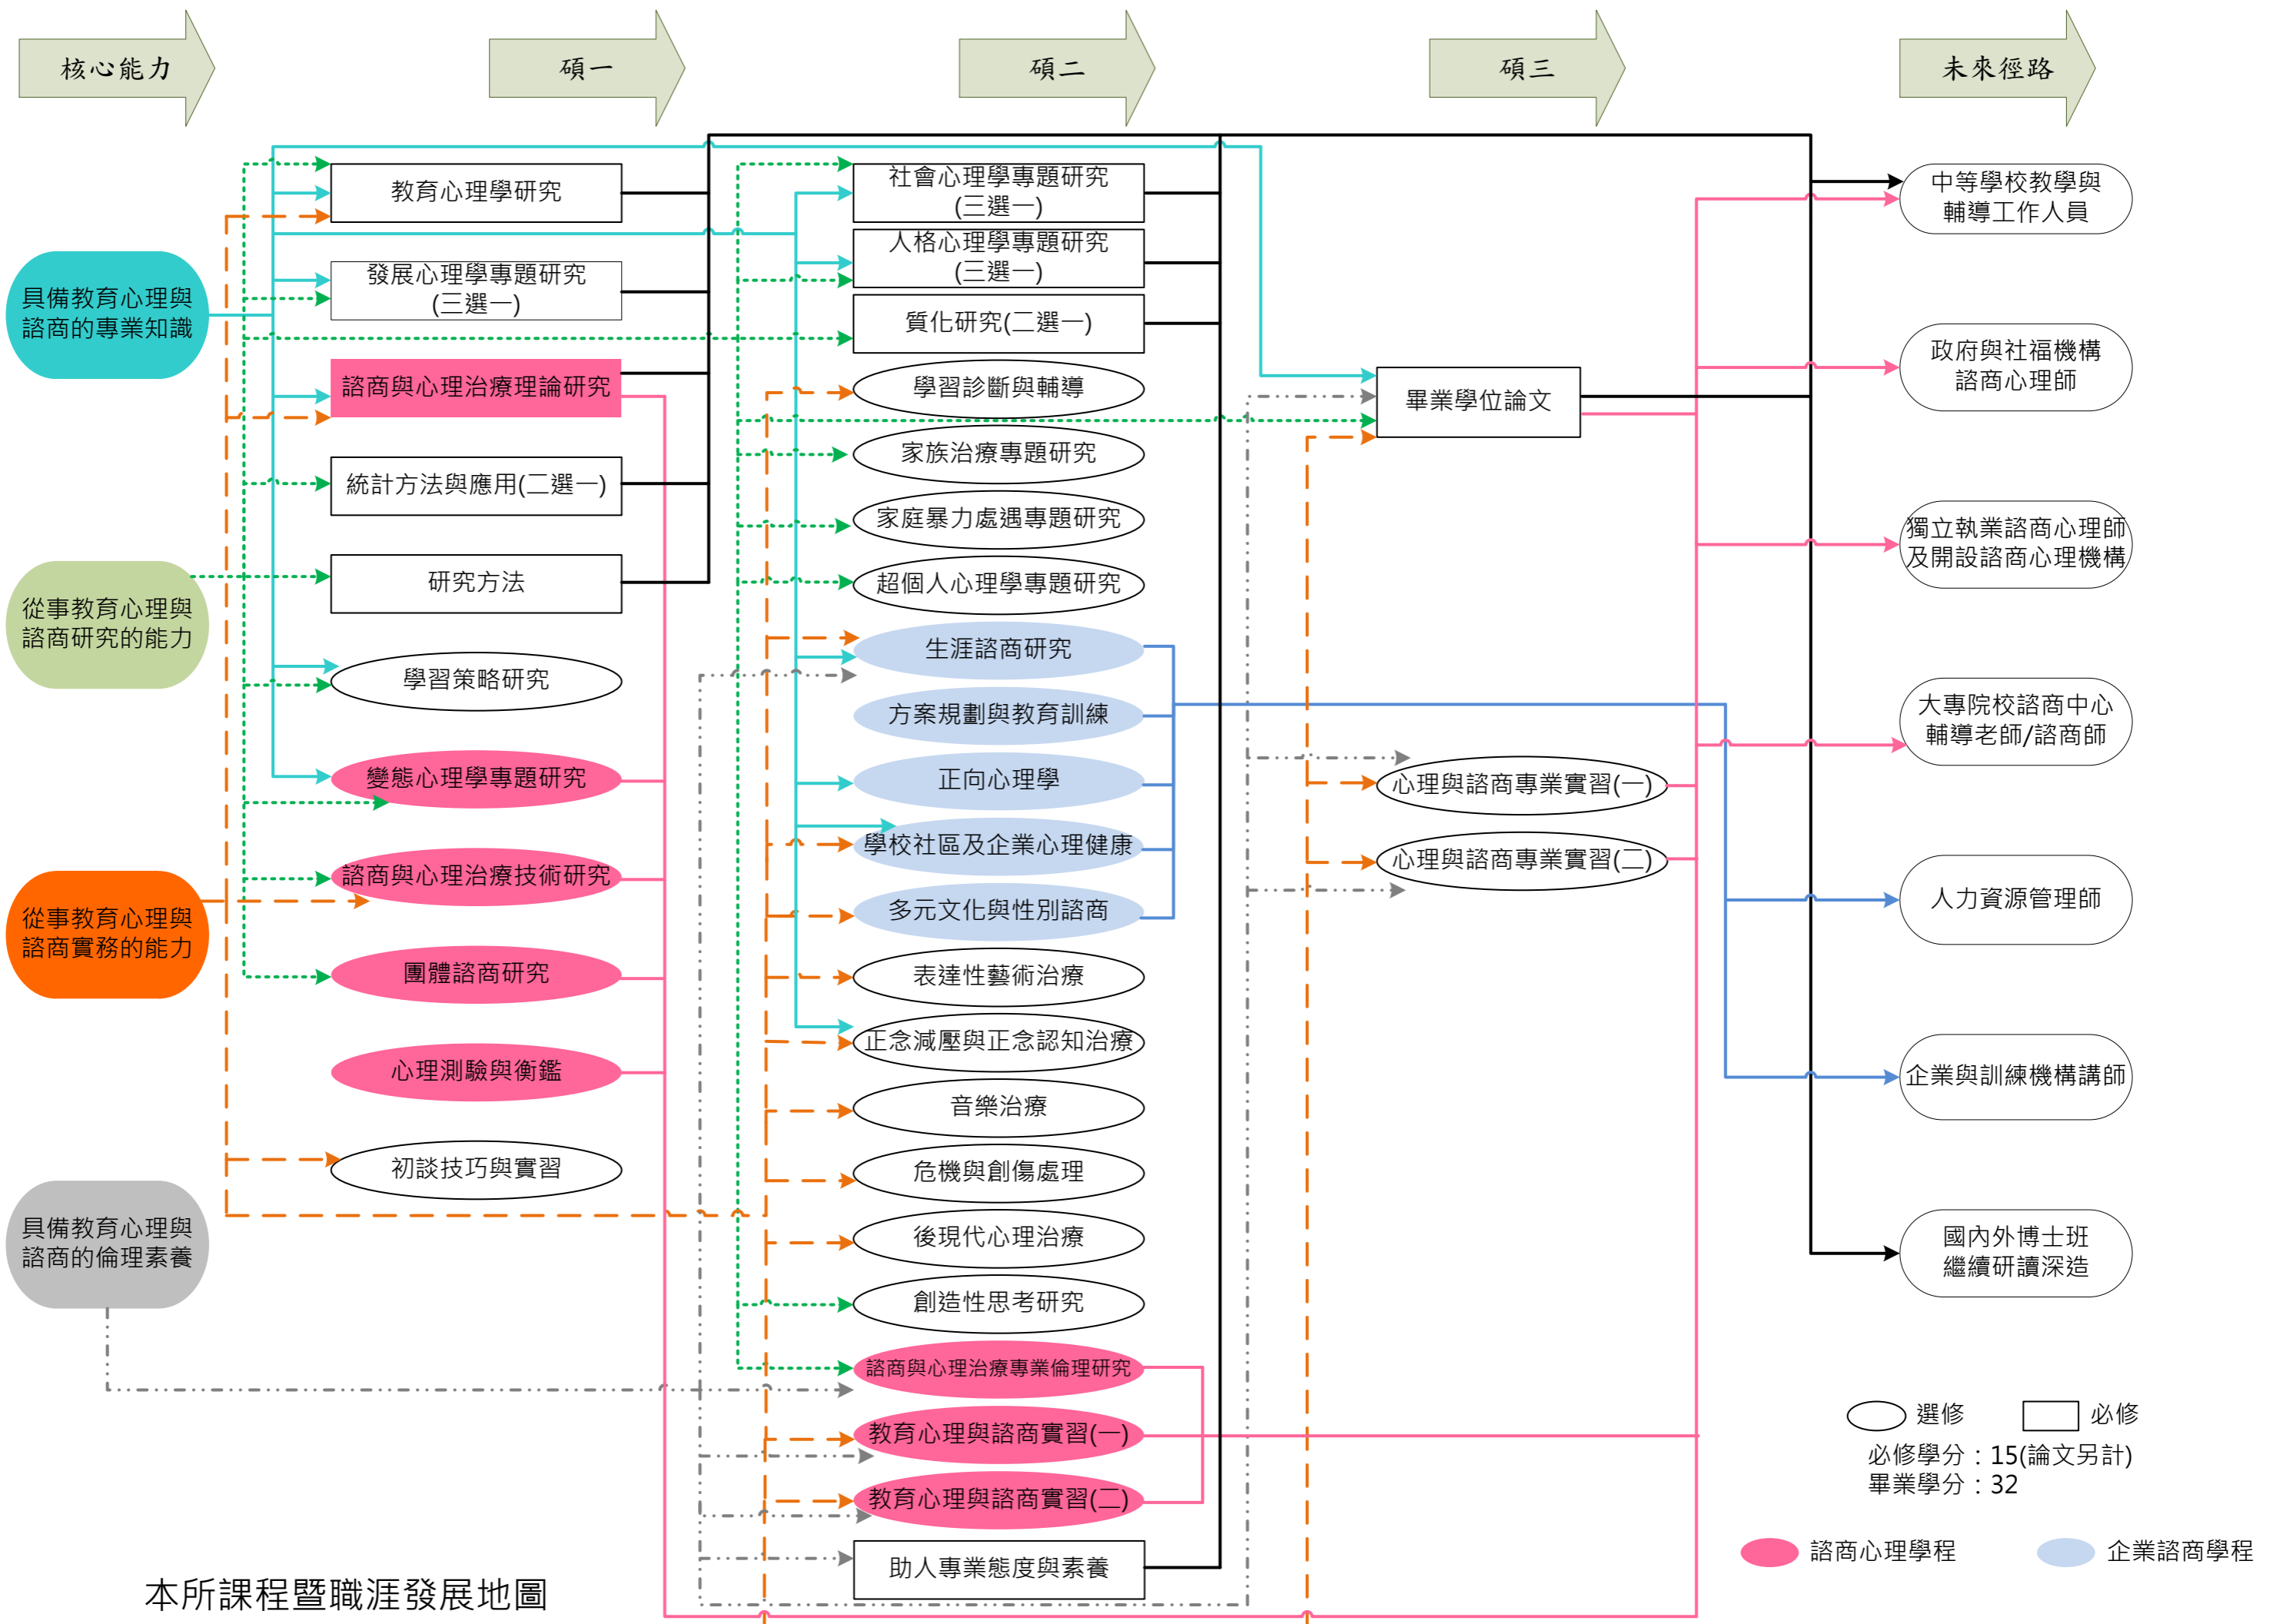 核心能力
碩一
碩二
碩三
未來徑路
具備教育心理與
諮商的專業知識
從事教育心理與
諮商研究的能力
從事教育心理與
諮商實務的能力
具備教育心理與
諮商的倫理素養
教育心理學研究
發展心理學專題研究
(三選一)
諮商與心理治療理論研究
統計方法與應用(二選一)
研究方法
學習策略研究
變態心理學專題研究
諮商與心理治療技術研究
團體諮商研究
心理測驗與衡鑑
初談技巧與實習
社會心理學專題研究
(三選一)
人格心理學專題研究
(三選一)
質化研究(二選一)
學習診斷與輔導
家族治療專題研究
家庭暴力處遇專題研究
超個人心理學專題研究
生涯諮商研究
方案規劃與教育訓練
正向心理學
學校社區及企業心理健康
多元文化與性別諮商
表達性藝術治療
正念減壓與正念認知治療
音樂治療
危機與創傷處理
後現代心理治療
創造性思考研究
諮商與心理治療專業倫理研究
教育心理與諮商實習(一)
教育心理與諮商實習(二)
助人專業態度與素養
畢業學位論文
心理與諮商專業實習(一)
心理與諮商專業實習(二)
中等學校教學與
輔導工作人員
政府與社福機構
諮商心理師
獨立執業諮商心理師
及開設諮商心理機構
大專院校諮商中心
輔導老師/諮商師
人力資源管理師
企業與訓練機構講師
國內外博士班
繼續研讀深造
選修 必修
必修學分：15(論文另計)
畢業學分：32
諮商心理學程 企業諮商學程
本所課程暨職涯發展地圖